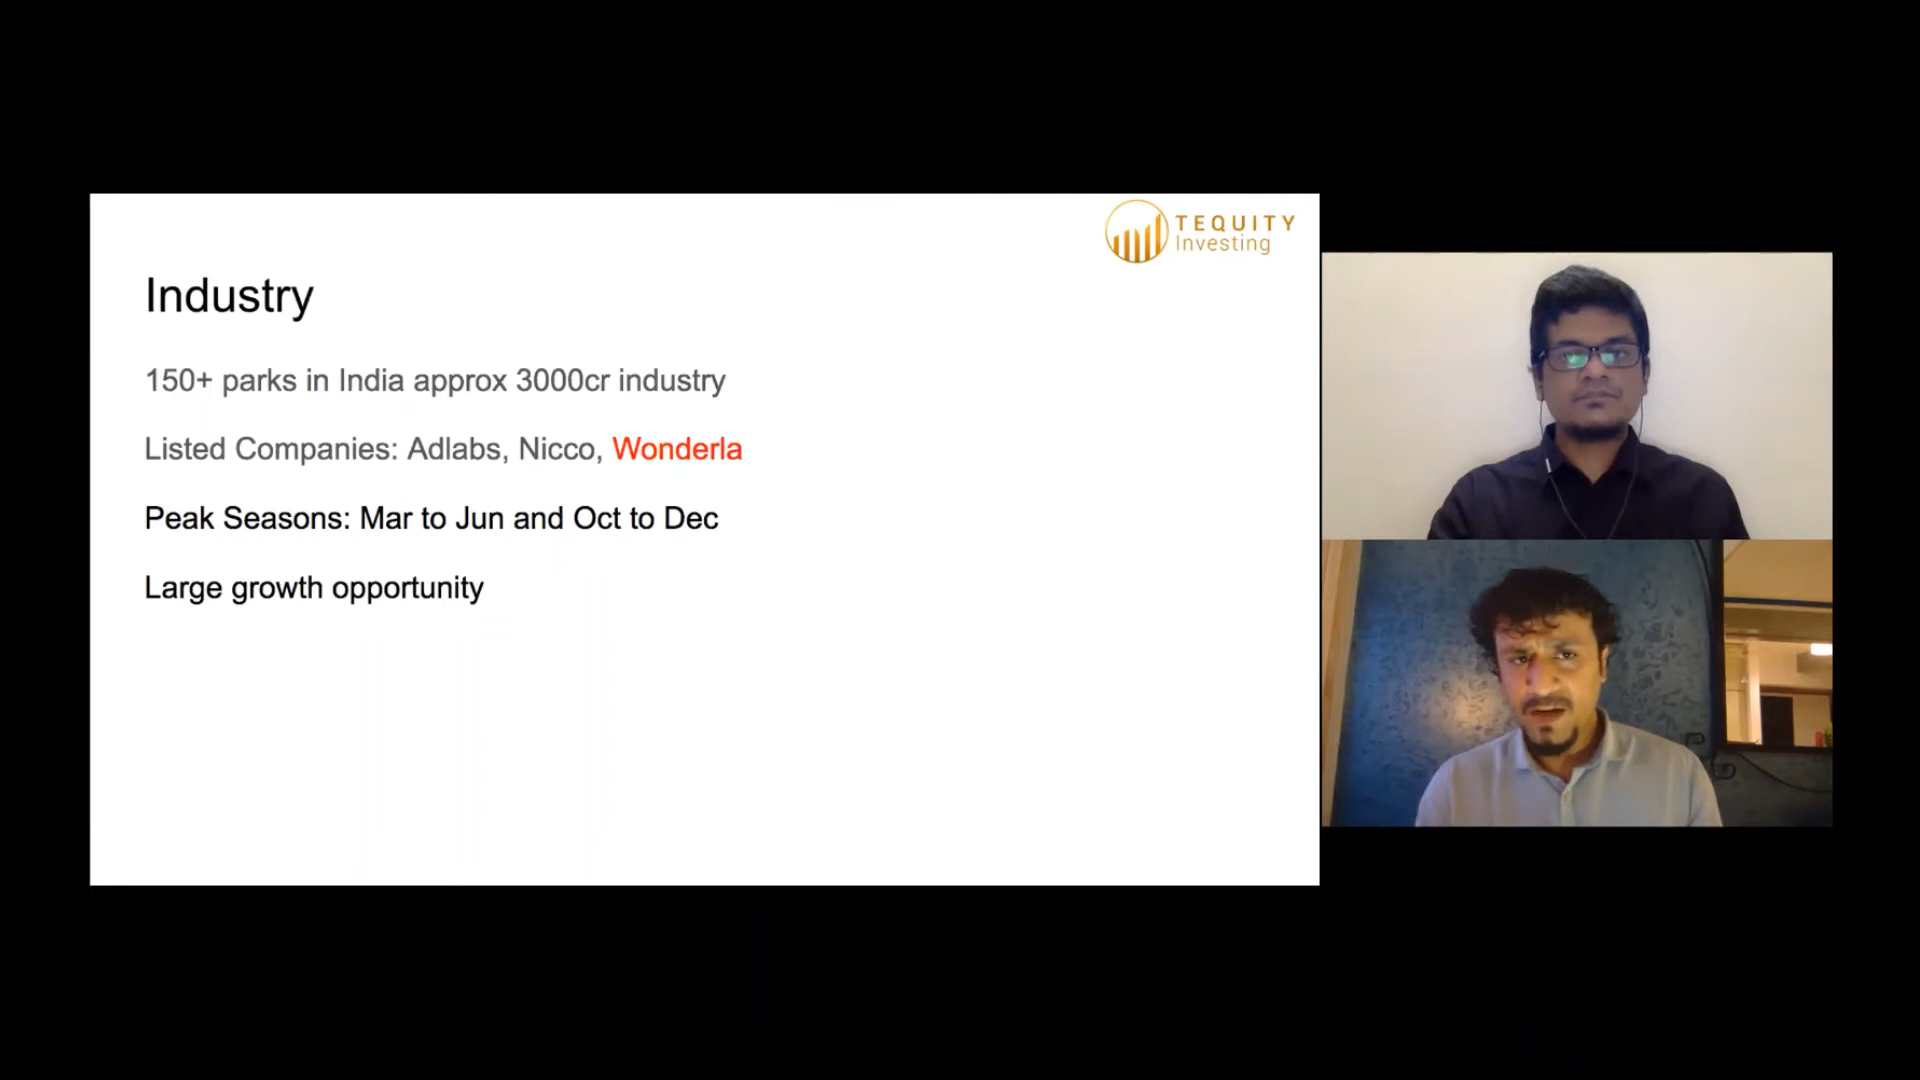 TEQUITY
Investing
Industry
150+ parks in India approx 3000cr industry
Listed Companies: Adlabs, Nicco, Wonderla
Peak Seasons: Mar to Jun and Oct to Dec
Large growth opportunity